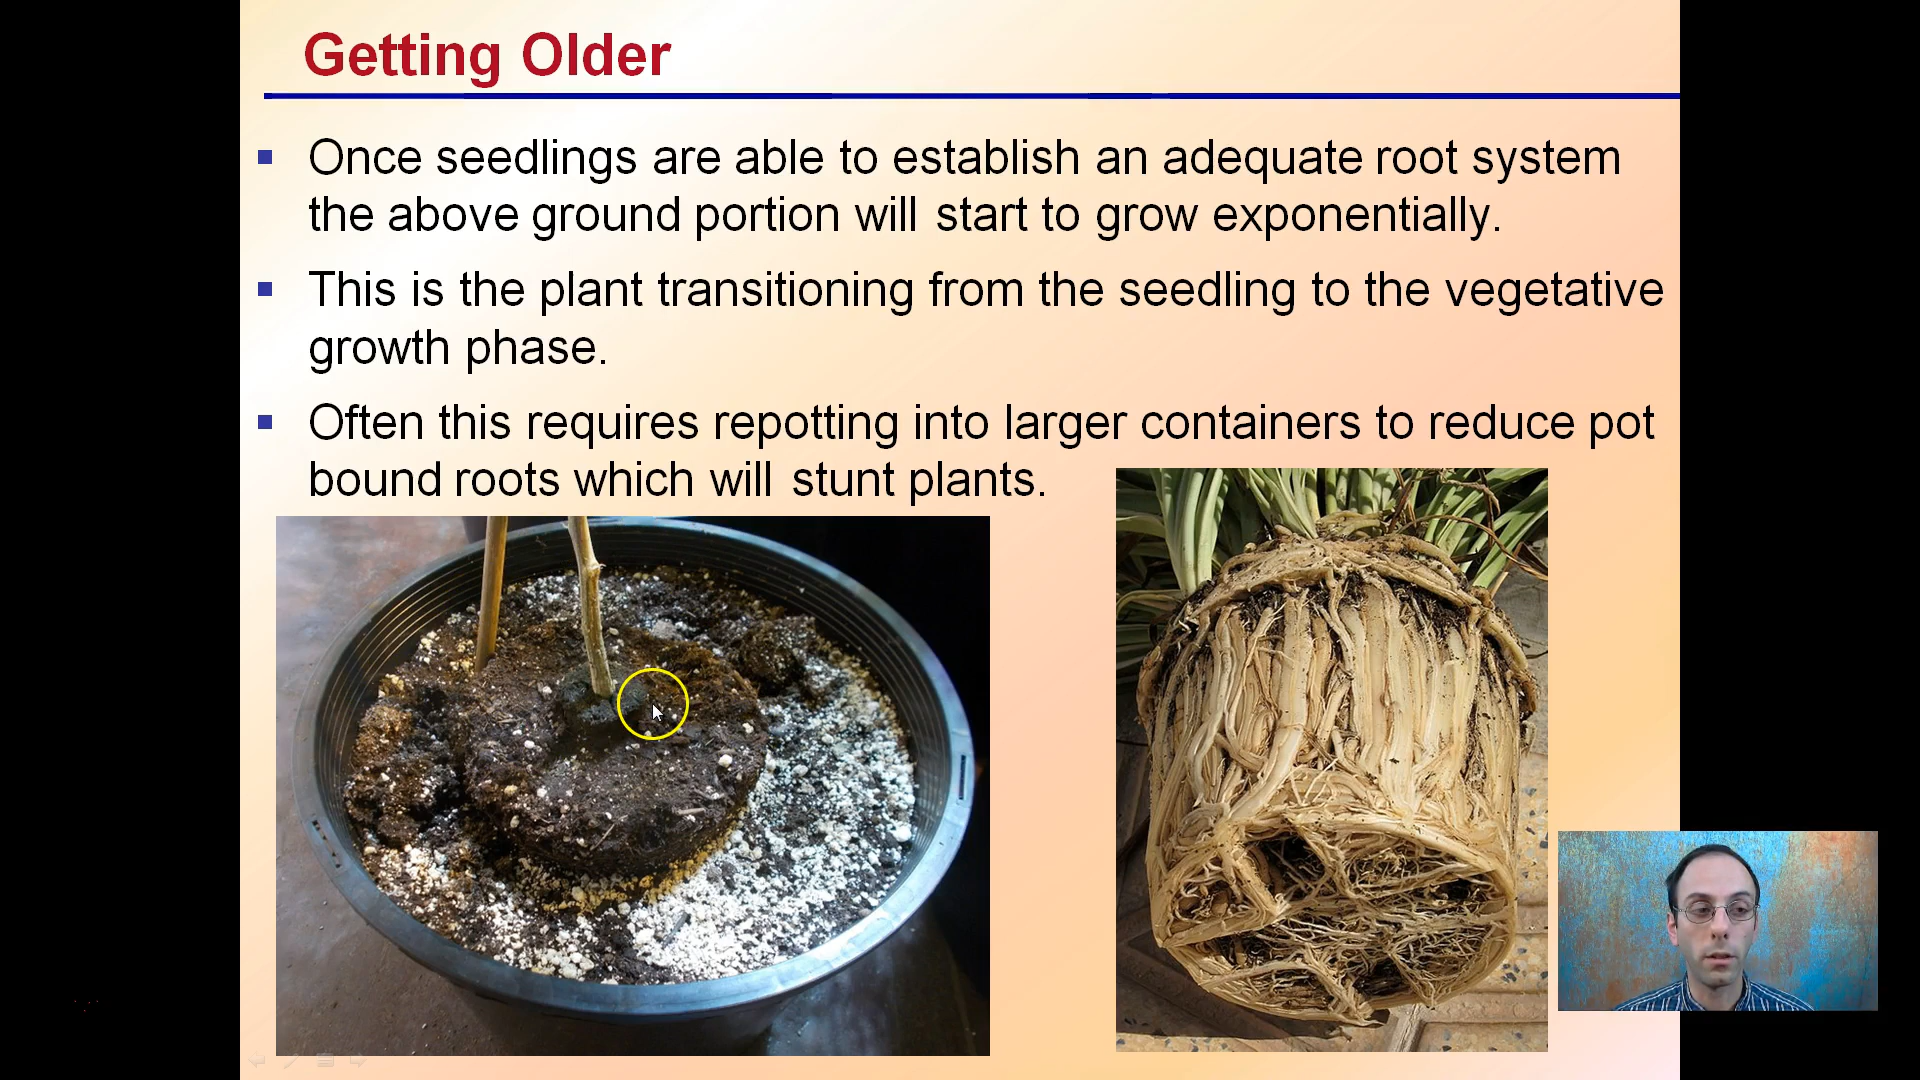 Getting Older
Once seedlings are able to establish an adequate root system
the above ground portion will start to grow exponentially.
This is the plant transitioning from the seedling to the vegetative
growth phase.
Often this requires repotting into larger containers to reduce pot
bound roots which will stunt plants.